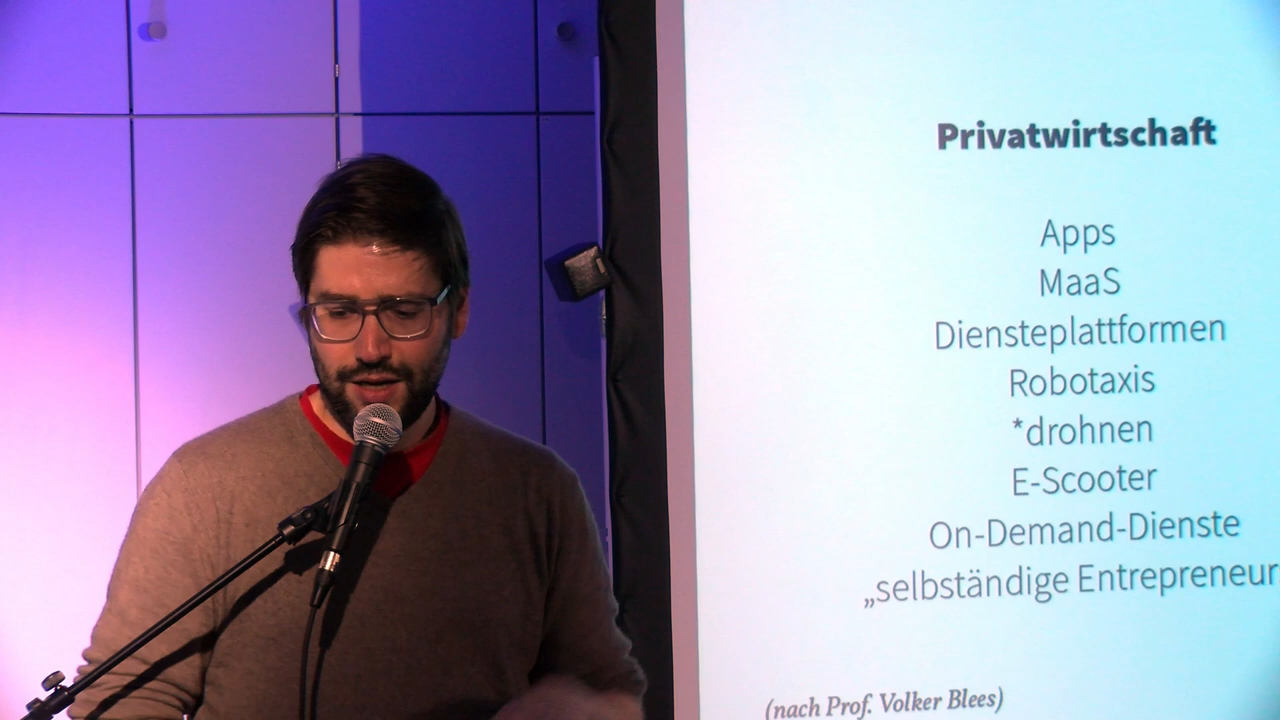 Privatwirtschaft
Apps
MaaS
Diensteplattformen
Robotaxis
*drohnen
E-Scooter
On-Demand-Dienste
„selbständige Entrepreneur
(nach Prof. Volker Blees)